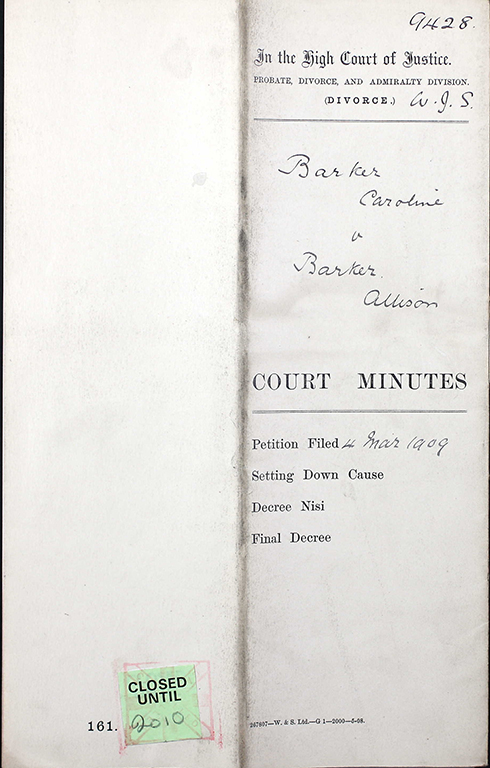 9428.
In the High Court of Justice.
PROBATE, DIVORCE, AND ADMIRALTY DIVISION.
(DIVORCE.) W.J.S.
Barker
Caroline
v
Barker.
Allison
COURT MINUTES
Petition Filed 4 Mar 1909
Setting Down Cause
Decree Nisi
Final Decree
CLOSED
UNTIL
2010
161.
267807—W. & S. Ltd.—G 1—2000—5-08.